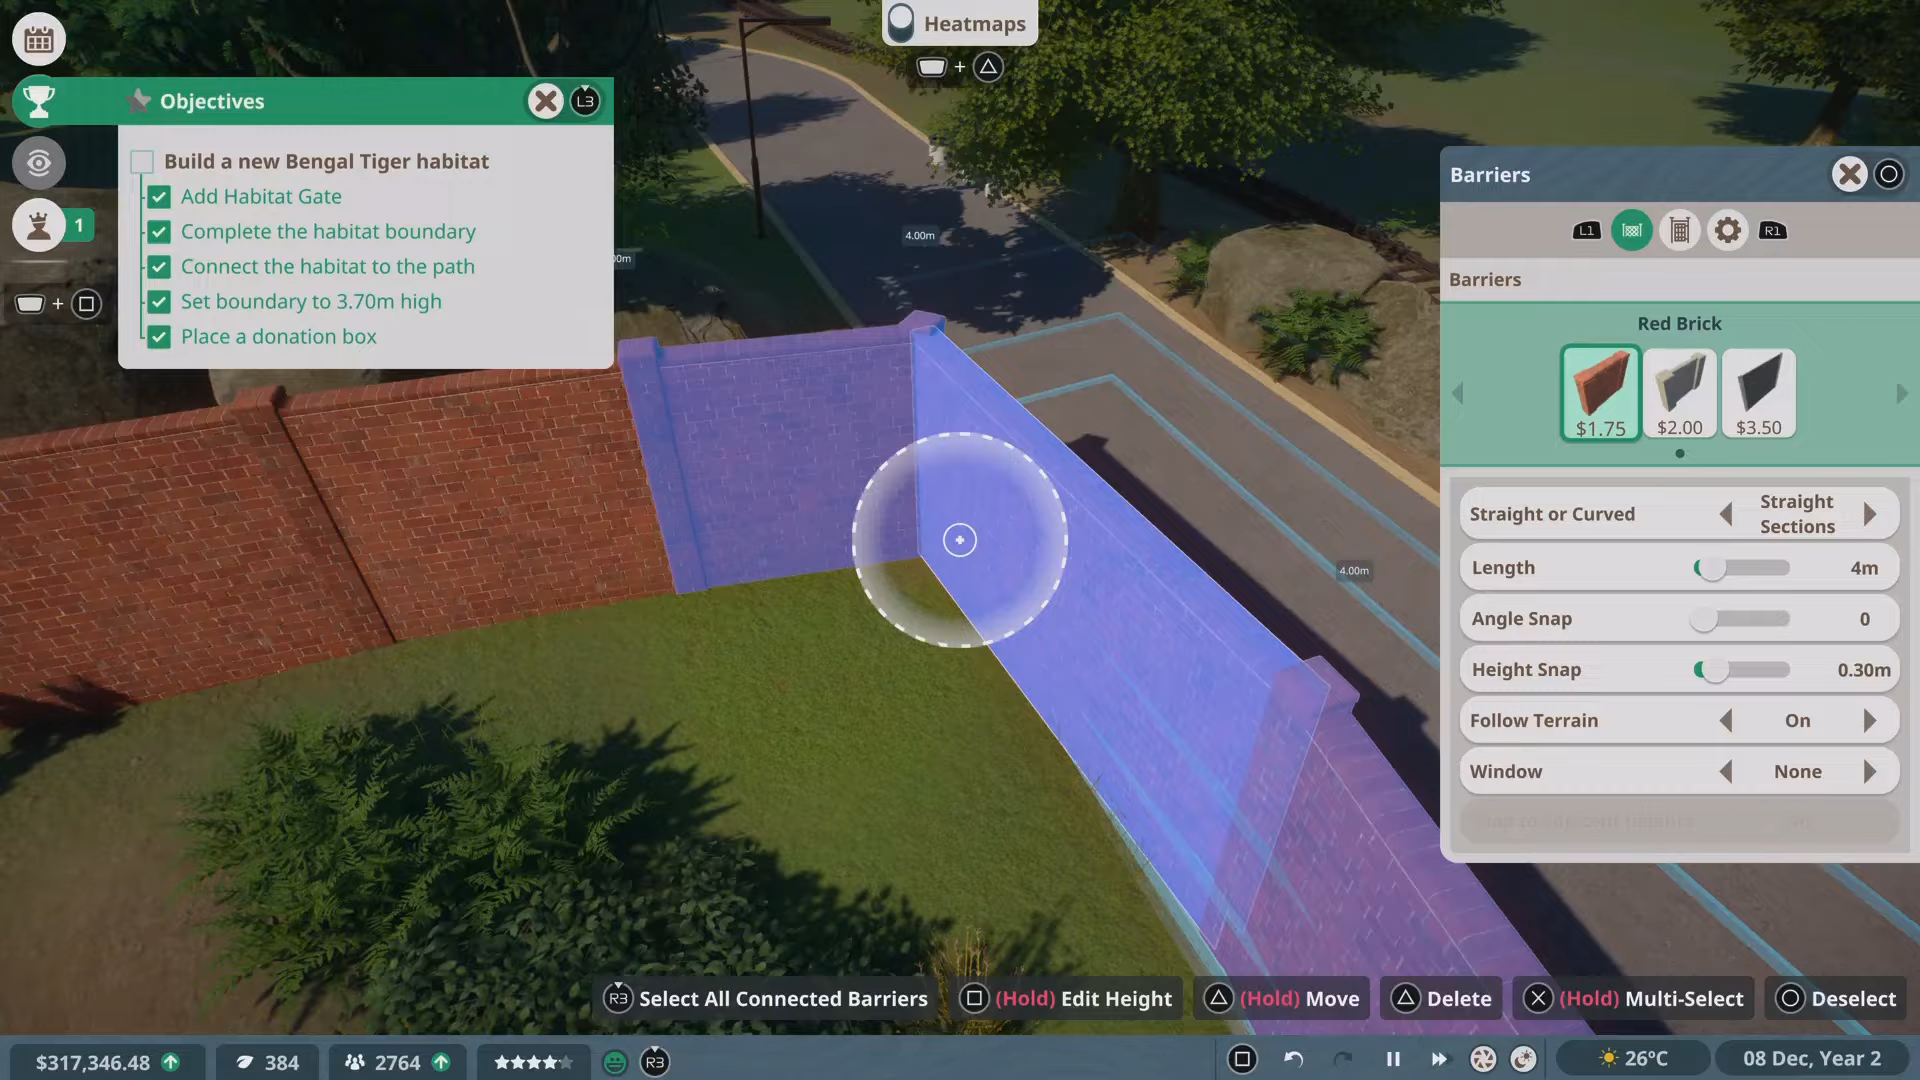 Heatmaps
+
Objectives
L3
Build a new Bengal Tiger habitat
Add Habitat Gate
Complete the habitat boundary
Connect the habitat to the path
Set boundary to 3.70m high
Place a donation box
1
+
4.00m
00m
4.00m
Barriers
L1
R1
Barriers
Red Brick
$1.75
$2.00
$3.50
Straight or Curved
Straight
Sections
Length
4m
Angle Snap
0
Height Snap
0.30m
Follow Terrain
On
Window
None
R3 Select All Connected Barriers
(Hold) Edit Height
(Hold) Move
Delete
(Hold) Multi-Select
Deselect
$317,346.48
384
2764
R3
26°C
08 Dec, Year 2